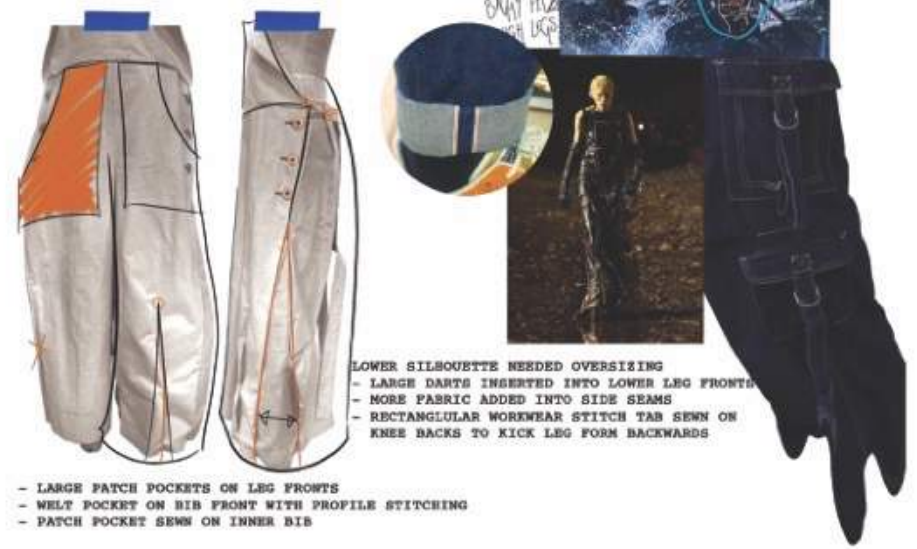 LEGS
LOWER SILHOUETTE NEEDED OVERSIZING
- LARGE DARTS INSERTED INTO LOWER LEG FRONTS
- MORE FABRIC ADDED INTO SIDE SEAMS
- RECTANGLULAR WORKWEAR STITCH TAB SEWN ON
KNEE BACKS TO KICK LEG FORM BACKWARDS
- LARGE PATCH POCKETS ON LEG FRONTS
- WELT POCKET ON BIB FRONT WITH PROFILE STITCHING
- PATCH POCKET SEWN ON INNER BIB